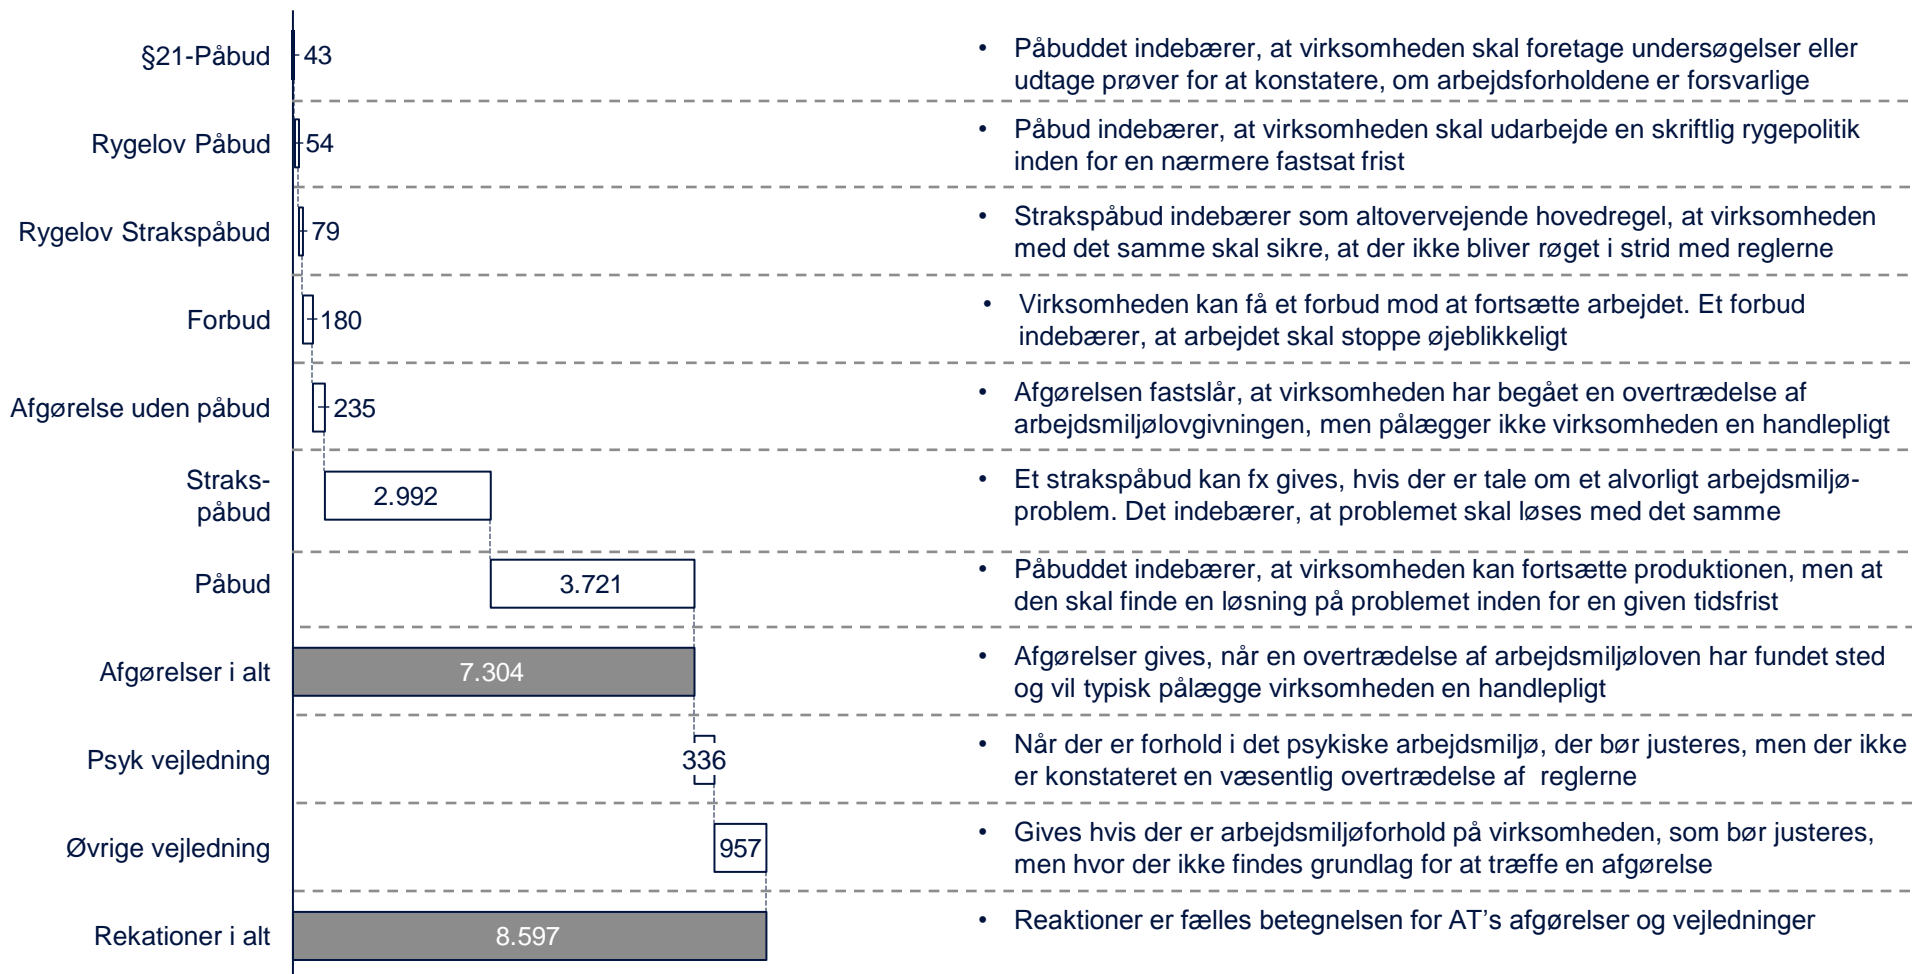 §21-Påbud
43
• Påbuddet indebærer, at virksomheden skal foretage undersøgelser eller
udtage prøver for at konstatere, om arbejdsforholdene er forsvarlige
Rygelov Påbud
54
• Påbud indebærer, at virksomheden skal udarbejde en skriftlig rygepolitik
inden for en nærmere fastsat frist
Rygelov Strakspåbud
79
• Strakspåbud indebærer som altovervejende hovedregel, at virksomheden
med det samme skal sikre, at der ikke bliver røget i strid med reglerne
Forbud
180
• Virksomheden kan få et forbud mod at fortsætte arbejdet. Et forbud
indebærer, at arbejdet skal stoppe øjeblikkeligt
Afgørelse uden påbud
235
• Afgørelsen fastslår, at virksomheden har begået en overtrædelse af
arbejdsmiljølovgivningen, men pålægger ikke virksomheden en handlepligt
Straks-
påbud
2.992
• Et strakspåbud kan fx gives, hvis der er tale om et alvorligt arbejdsmiljø-
problem. Det indebærer, at problemet skal løses med det samme
Påbud
3.721
• Påbuddet indebærer, at virksomheden kan fortsætte produktionen, men at
den skal finde en løsning på problemet inden for en given tidsfrist
Afgørelser i alt
7.304
• Afgørelser gives, når en overtrædelse af arbejdsmiljøloven har fundet sted
og vil typisk pålægge virksomheden en handlepligt
Psyk vejledning
336
• Når der er forhold i det psykiske arbejdsmiljø, der bør justeres, men der ikke
er konstateret en væsentlig overtrædelse af reglerne
Øvrige vejledning
957
• Gives hvis der er arbejdsmiljøforhold på virksomheden, som bør justeres,
men hvor der ikke findes grundlag for at træffe en afgørelse
Rekationer i alt
8.597
• Reaktioner er fælles betegnelsen for AT’s afgørelser og vejledninger